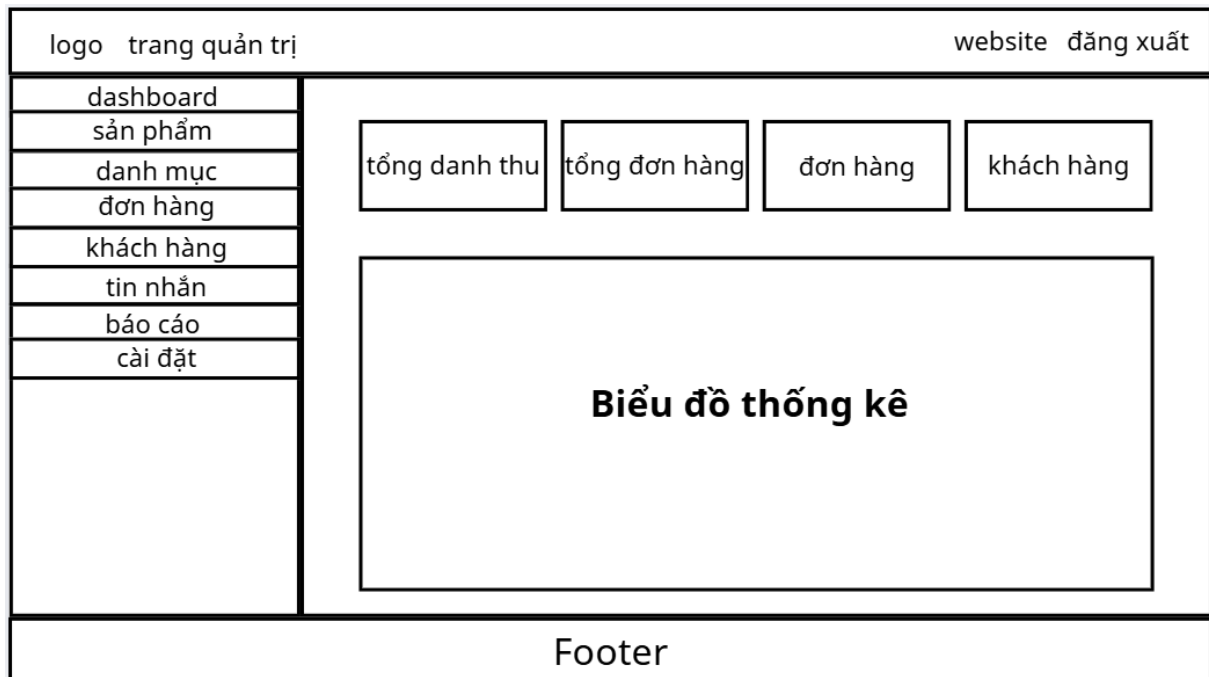 logo trang quản trị
website đăng xuất
dashboard
sản phẩm
danh mục
đơn hàng
khách hàng
tin nhắn
báo cáo
cài đặt
tổng danh thu
tổng đơn hàng
đơn hàng
khách hàng
Biểu đồ thống kê
Footer